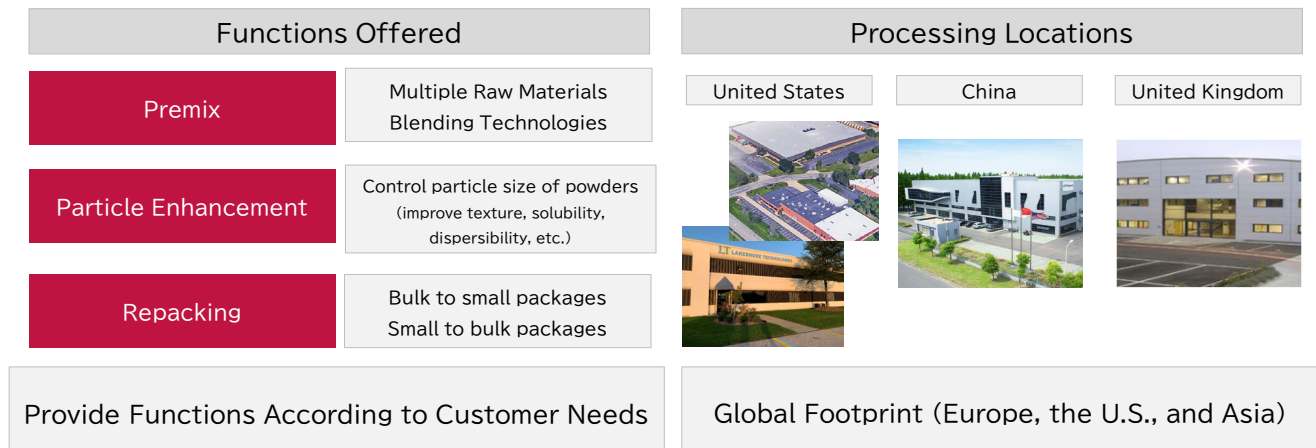 Functions Offered
Premix
Multiple Raw Materials
Blending Technologies
Particle Enhancement
Control particle size of powders
(improve texture, solubility,
dispersibility, etc.)
Repacking
Bulk to small packages
Small to bulk packages
Provide Functions According to Customer Needs
Processing Locations
United States
China
United Kingdom
LT LAKESHORE TECHNOLOGIES
Global Footprint (Europe, the U.S., and Asia)